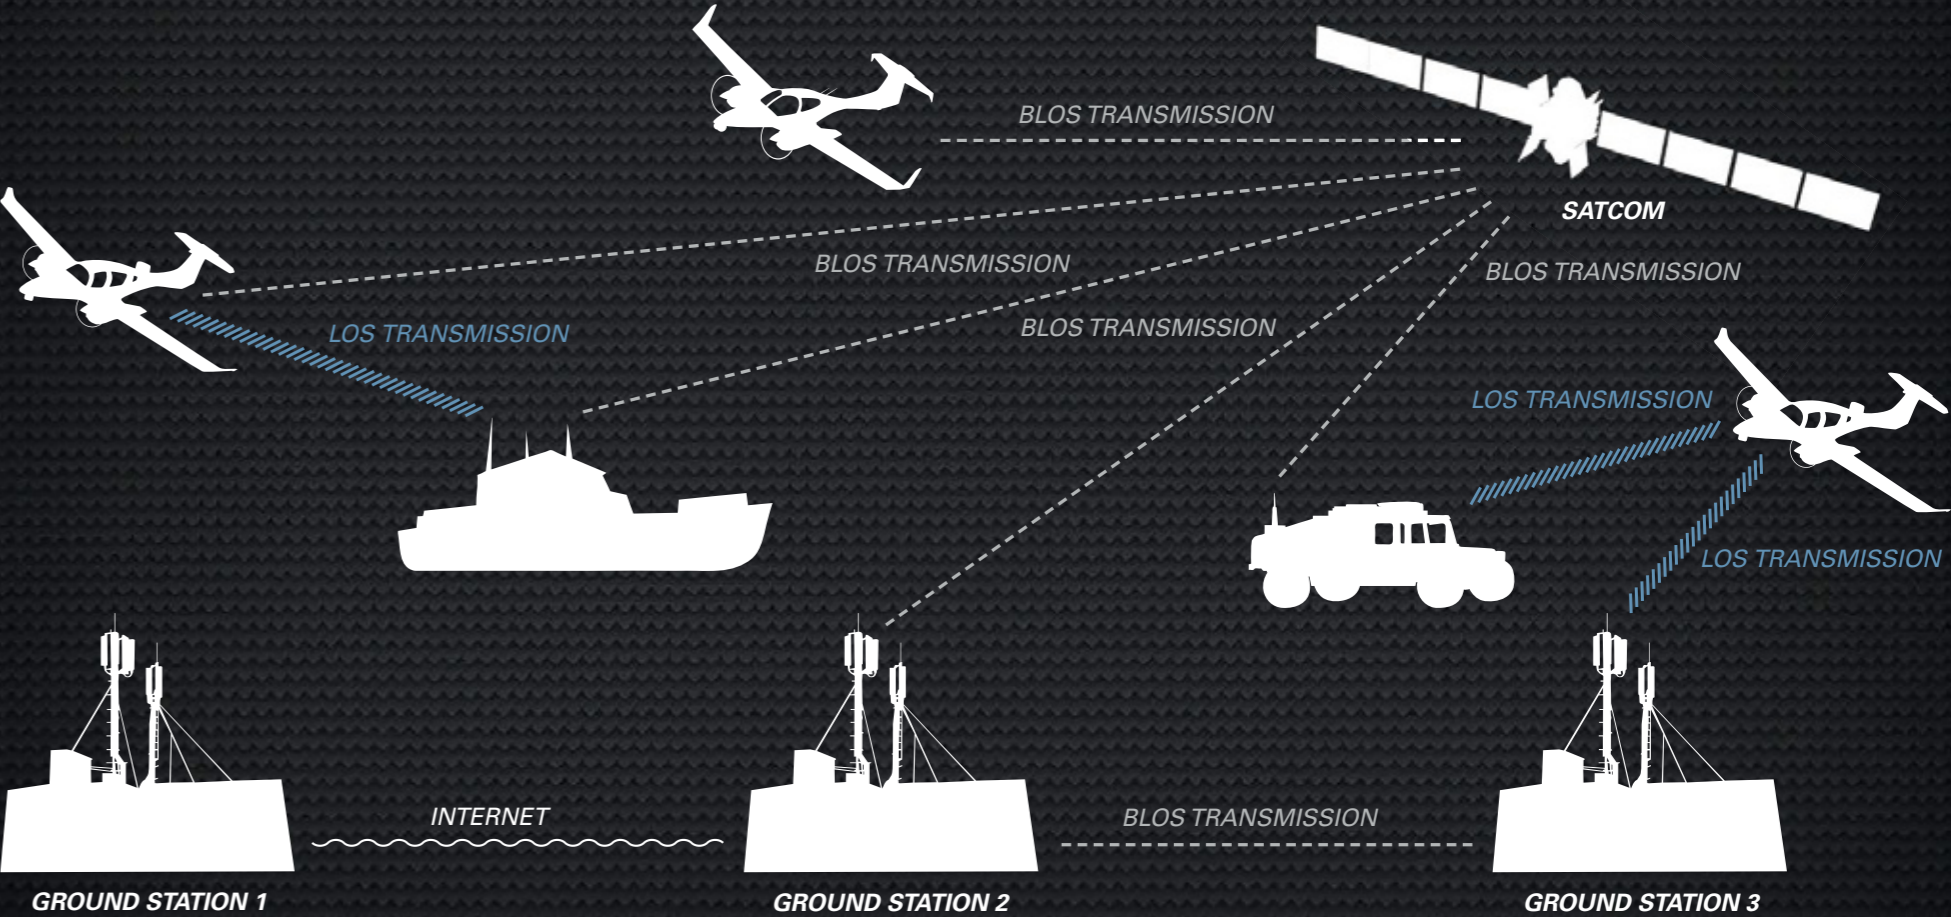 BLOS TRANSMISSION
SATCOM
BLOS TRANSMISSION
BLOS TRANSMISSION
LOS TRANSMISSION
BLOS TRANSMISSION
LOS TRANSMISSION
LOS TRANSMISSION
INTERNET
BLOS TRANSMISSION
GROUND STATION 1
GROUND STATION 2
GROUND STATION 3